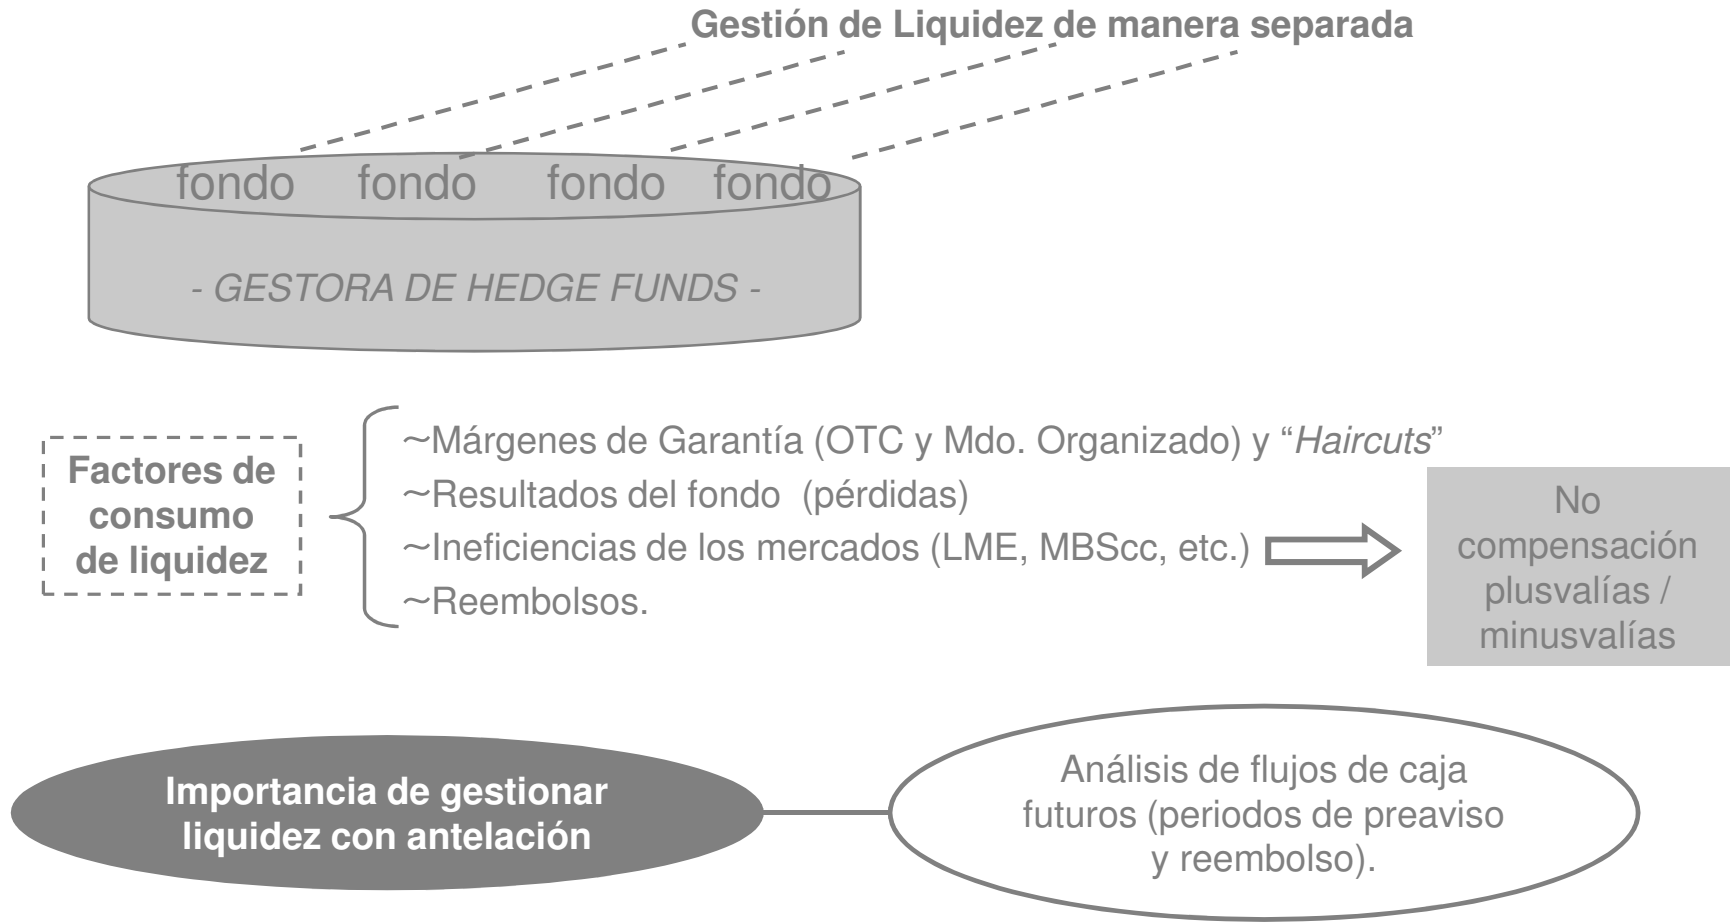 Gestión de Liquidez de manera separada
fondo fondo fondo fondo
- GESTORA DE HEDGE FUNDS -
Factores de
consumo
de liquidez
~Márgenes de Garantía (OTC y Mdo. Organizado) y “Haircuts”
~Resultados del fondo (pérdidas)
~Ineficiencias de los mercados (LME, MBScc, etc.)
~Reembolsos.
No
compensación
plusvalías /
minusvalías
Importancia de gestionar
liquidez con antelación
Análisis de flujos de caja
futuros (periodos de preaviso
y reembolso).